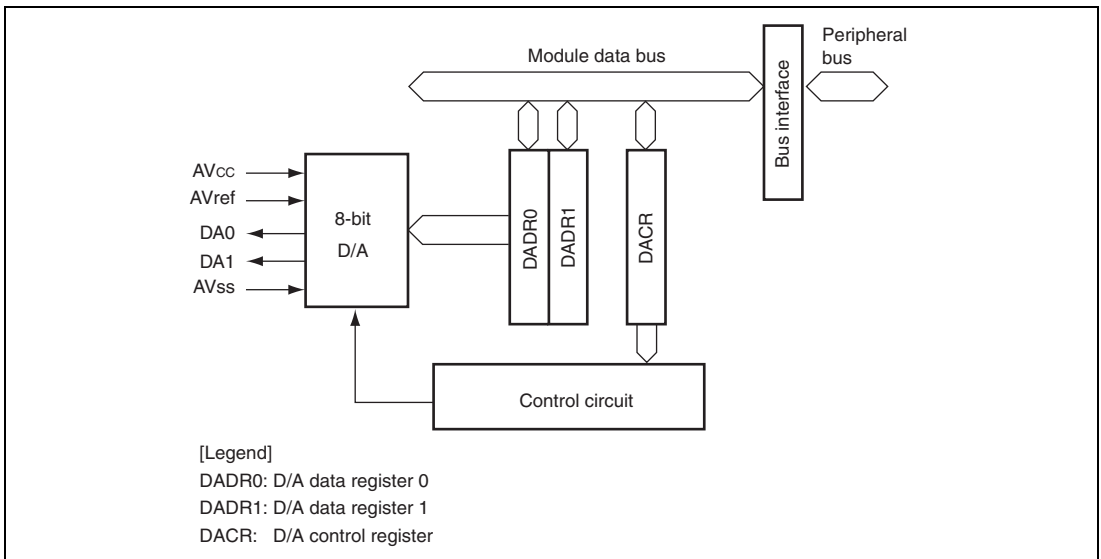 Module data bus
Peripheral
bus
Bus interface
AVCC
AVref
DA0
DA1
AVss
8-bit
D/A
DADR0
DADR1
DACR
Control circuit
[Legend]
DADR0: D/A data register 0
DADR1: D/A data register 1
DACR: D/A control register